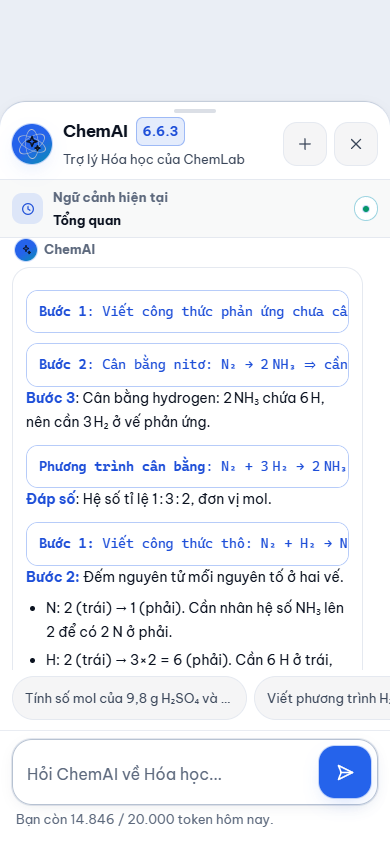 ChemAI 6.6.3
Trợ lý Hóa học của ChemLab
Ngữ cảnh hiện tại
Tổng quan
ChemAI
Bước 1: Viết công thức phản ứng chưa câ
Bước 2: Cân bằng nitơ: N₂ → 2 NH₃ ⇒ cần
Bước 3: Cân bằng hydrogen: 2 NH₃ chứa 6 H,
nên cần 3 H₂ ở vế phản ứng.
Phương trình cân bằng: N₂ + 3 H₂ → 2 NH₃
Đáp số: Hệ số tỉ lệ 1 : 3 : 2, đơn vị mol.
Bước 1: Viết công thức thô: N₂ + H₂ → N
Bước 2: Đếm nguyên tử mỗi nguyên tố ở hai vế.
• N: 2 (trái) → 1 (phải). Cần nhân hệ số NH₃ lên
2 để có 2 N ở phải.
• H: 2 (trái) → 3×2 = 6 (phải). Cần 6 H ở trái,
Tính số mol của 9,8 g H₂SO₄ và ...
Viết phương trình H
Hỏi ChemAI về Hóa học...
Bạn còn 14.846 / 20.000 token hôm nay.